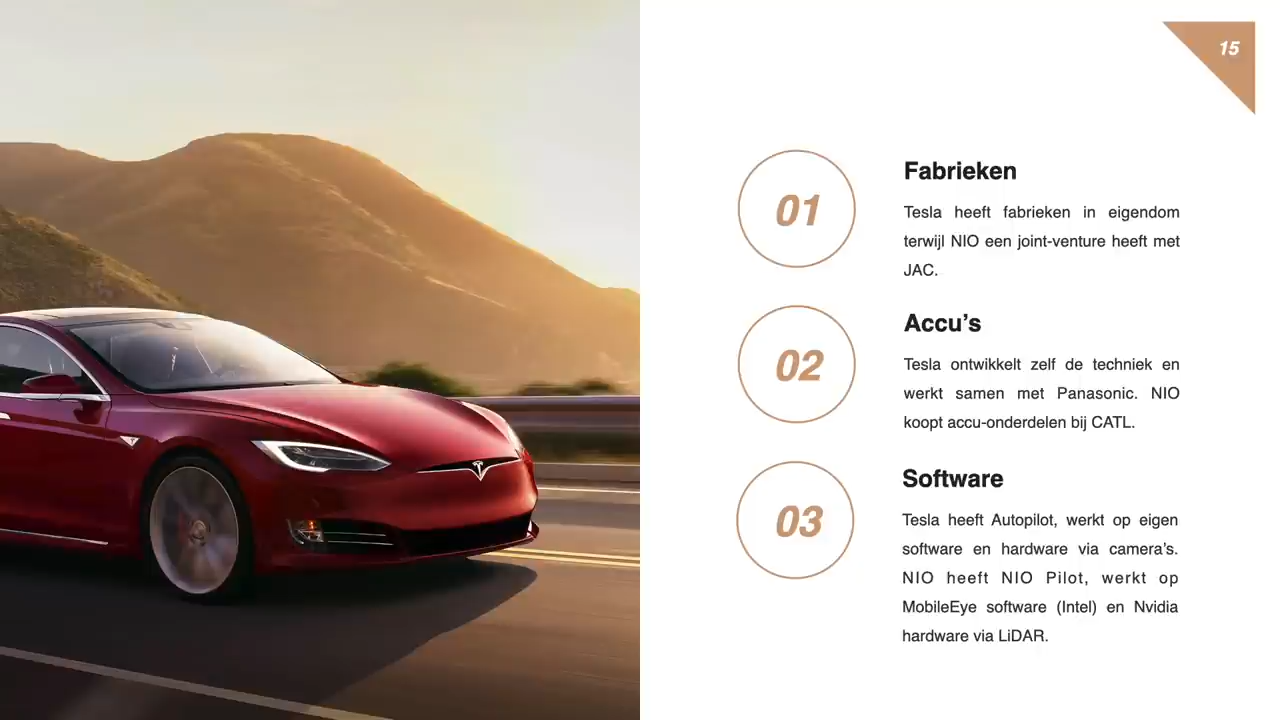 15
01
Fabrieken
Tesla heeft fabrieken in eigendom
terwijl NIO een joint-venture heeft met
JAC.
02
Accu’s
Tesla ontwikkelt zelf de techniek en
werkt samen met Panasonic. NIO
koopt accu-onderdelen bij CATL.
03
Software
Tesla heeft Autopilot, werkt op eigen
software en hardware via camera’s.
NIO heeft NIO Pilot, werkt op
MobileEye software (Intel) en Nvidia
hardware via LiDAR.